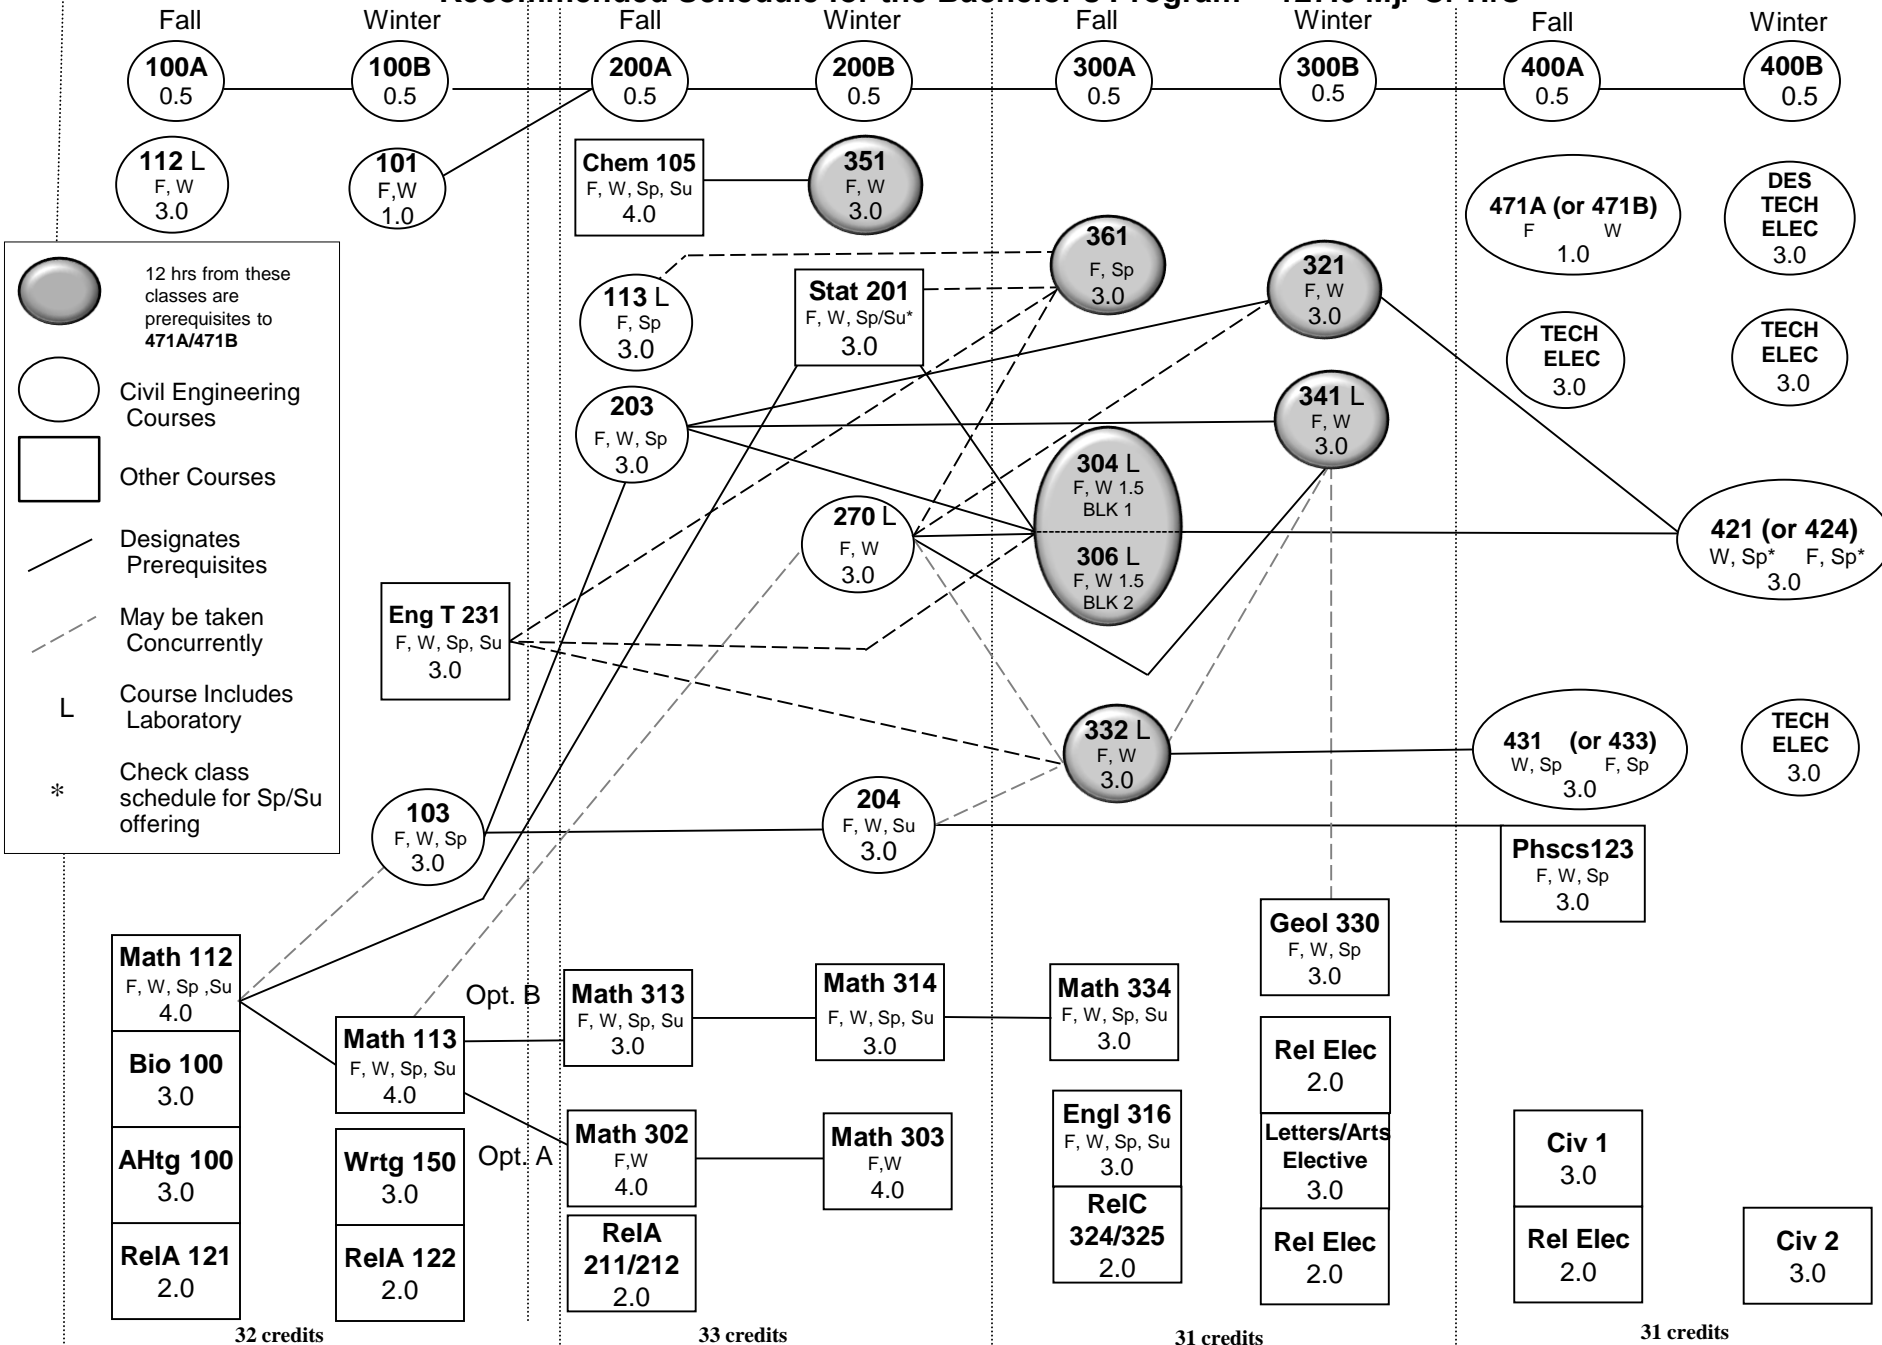 Fall
Winter
Fall
Winter
Fall
Winter
Fall
Winter
100A
0.5
100B
0.5
200A
0.5
200B
0.5
300A
0.5
300B
0.5
400A
0.5
400B
0.5
112 L
F, W
3.0
101
F,W
1.0
Chem 105
F, W, Sp, Su
4.0
351
F, W
3.0
471A (or 471B)
F W
1.0
DES
TECH
ELEC
3.0
12 hrs from these
classes are
prerequisites to
471A/471B
Civil Engineering
Courses
Other Courses
Designates
Prerequisites
May be taken
Concurrently
L
Course Includes
Laboratory
*
Check class
schedule for Sp/Su
offering
113 L
F, Sp
3.0
Stat 201
F, W, Sp/Su*
3.0
361
F, Sp
3.0
321
F, W
3.0
TECH
ELEC
3.0
TECH
ELEC
3.0
203
F, W, Sp
3.0
341 L
F, W
3.0
304 L
F, W 1.5
BLK 1
306 L
F, W 1.5
BLK 2
270 L
F, W
3.0
421 (or 424)
W, Sp* F, Sp*
3.0
Eng T 231
F, W, Sp, Su
3.0
332 L
F, W
3.0
431 (or 433)
W, Sp F, Sp
3.0
TECH
ELEC
3.0
103
F, W, Sp
3.0
204
F, W, Su
3.0
Phscs123
F, W, Sp
3.0
Math 112
F, W, Sp ,Su
4.0
Bio 100
3.0
AHtg 100
3.0
RelA 121
2.0
Math 113
F, W, Sp, Su
4.0
Wrtg 150
3.0
RelA 122
2.0
Opt. B
Opt. A
Math 313
F, W, Sp, Su
3.0
Math 314
F, W, Sp, Su
3.0
Math 334
F, W, Sp, Su
3.0
Math 302
F,W
4.0
Math 303
F,W
4.0
RelA
211/212
2.0
Engl 316
F, W, Sp, Su
3.0
RelC
324/325
2.0
Geol 330
F, W, Sp
3.0
Rel Elec
2.0
Letters/Arts
Elective
3.0
Rel Elec
2.0
Civ 1
3.0
Rel Elec
2.0
Civ 2
3.0
32 credits
33 credits
31 credits
31 credits